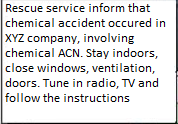 Rescue service inform that
chemical accident occured in
XYZ company, involving
chemical ACN. Stay indoors,
close windows, ventilation,
doors. Tune in radio, TV and
follow the instructions